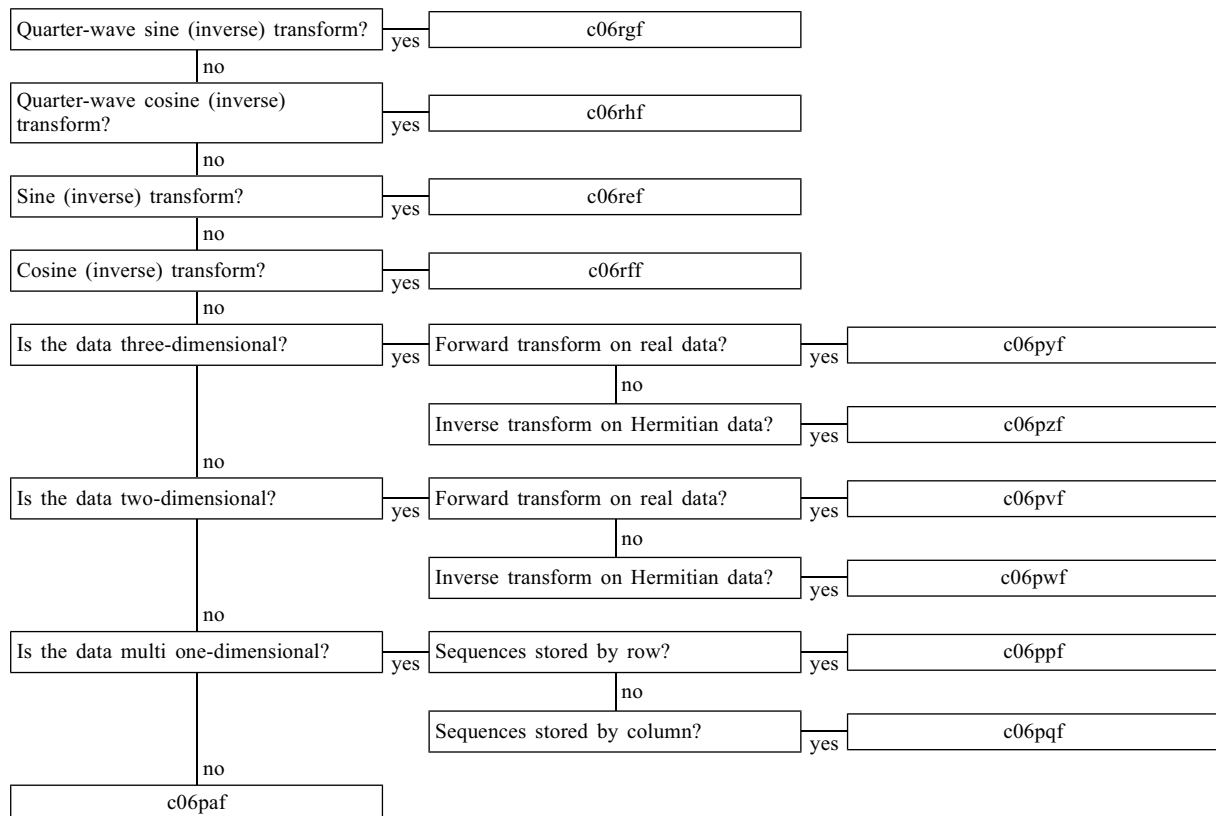 Quarter-wave sine (inverse) transform?
yes
c06rgf
no
Quarter-wave cosine (inverse)
transform?
yes
c06rhf
no
Sine (inverse) transform?
yes
c06ref
no
Cosine (inverse) transform?
yes
c06rff
no
Is the data three-dimensional?
yes
Forward transform on real data?
yes
c06pyf
no
Inverse transform on Hermitian data?
yes
c06pzf
no
Is the data two-dimensional?
yes
Forward transform on real data?
yes
c06pvf
no
Inverse transform on Hermitian data?
yes
c06pwf
no
Is the data multi one-dimensional?
yes
Sequences stored by row?
yes
c06ppf
no
Sequences stored by column?
yes
c06pqf
no
c06paf